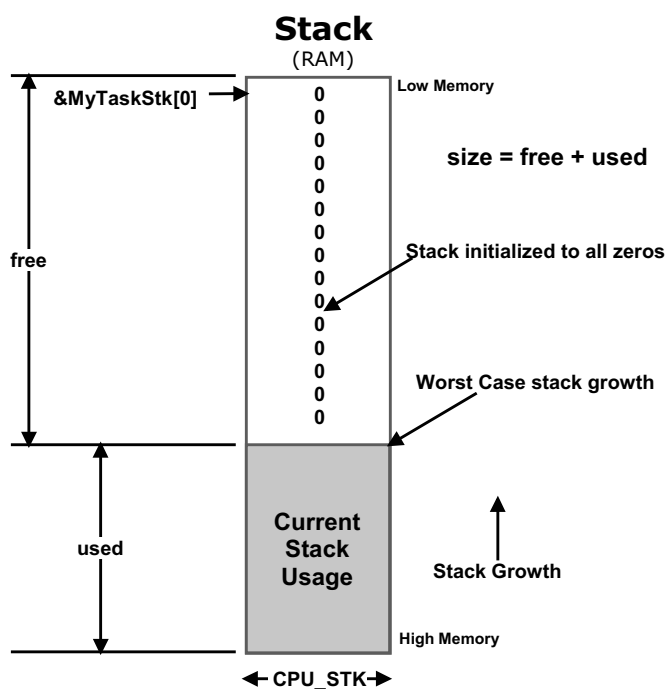 Stack
(RAM)
Low Memory
&MyTaskStk[0]
0
0
0
size = free + used
0
0
0
0
Stack initialized to all zeros
0
free
0
0
0
0
0
Worst Case stack growth
0
0
Current
Stack
Usage
used
Stack Growth
High Memory
CPU_STK